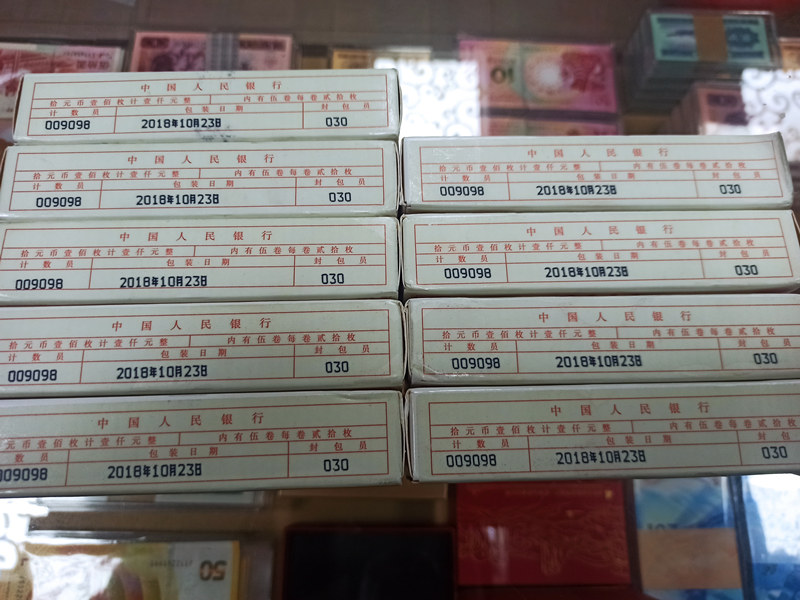 中国人民银行
拾元币壹佰枚计壹仟元整 内有伍卷每卷贰拾枚
计数员 包装日期 封包员
009098 2018年10月23日 030
中国人民银行
拾元币壹佰枚计壹仟元整 内有伍卷每卷贰拾枚
计数员 包装日期 封包员
009098 2018年10月23日 030
中国人民银行
拾元币壹佰枚计壹仟元整 内有伍卷每卷贰拾枚
计数员 包装日期 封包员
009098 2018年10月23日 030
中国人民银行
拾元币壹佰枚计壹仟元整 内有伍卷每卷贰拾枚
计数员 包装日期 封包员
009098 2018年10月23日 030
中国人民银行
元币壹佰枚计壹仟元整 内有伍卷每卷贰拾枚
数员 包装日期 封包员
009098 2018年10月23日 030
中国人民银行
拾元币壹佰枚计壹仟元整 内有伍卷每卷贰拾枚
计数员 包装日期 封包员
009098 2018年10月23日 030
中国人民银行
拾元币壹佰枚计壹仟元整 内有伍卷每卷贰拾枚
计数员 包装日期 封包员
009098 2018年10月23日 030
中国人民银行
拾元币壹佰枚计壹仟元整 内有伍卷每卷贰拾枚
计数员 包装日期 封包员
009098 2018年10月23日 030
中国人民银行
拾元币壹佰枚计壹仟元整 内有伍卷每卷贰拾枚
计数员 包装日期 封包员
009098 2018年10月23日 030
10
50